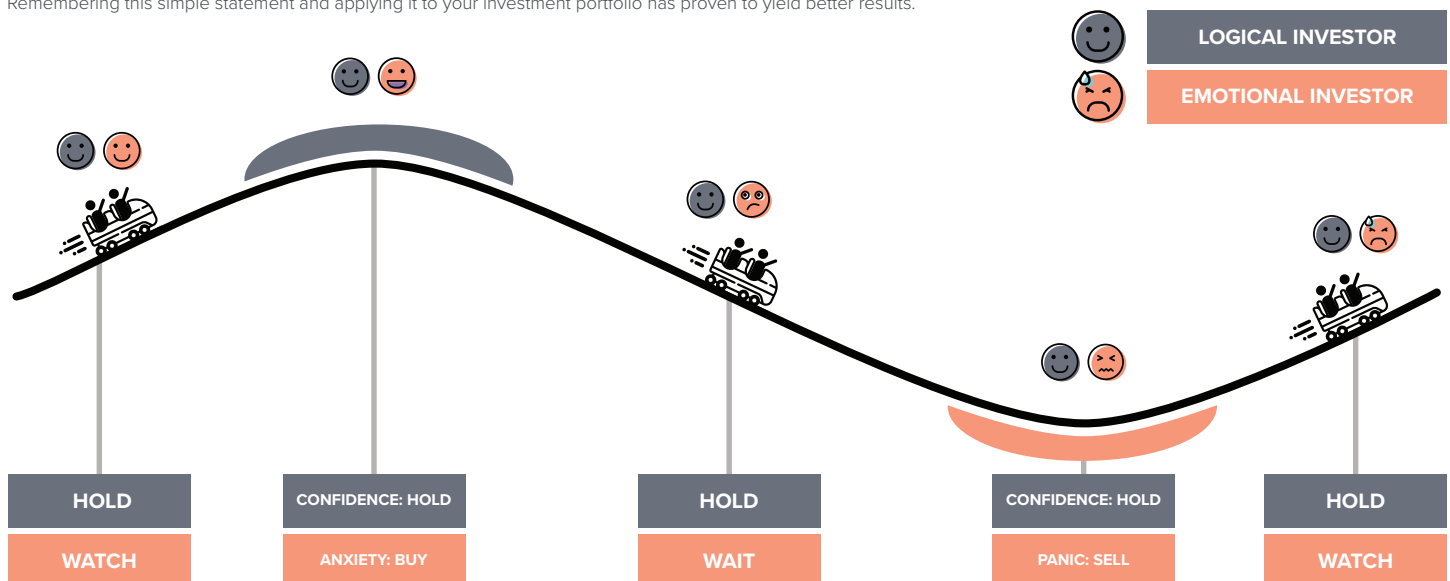 Remembering this simple statement and applying it to your investment portfolio has proven to yield better results.
LOGICAL INVESTOR
EMOTIONAL INVESTOR
HOLD
WATCH
CONFIDENCE: HOLD
ANXIETY: BUY
HOLD
WAIT
CONFIDENCE: HOLD
PANIC: SELL
HOLD
WATCH